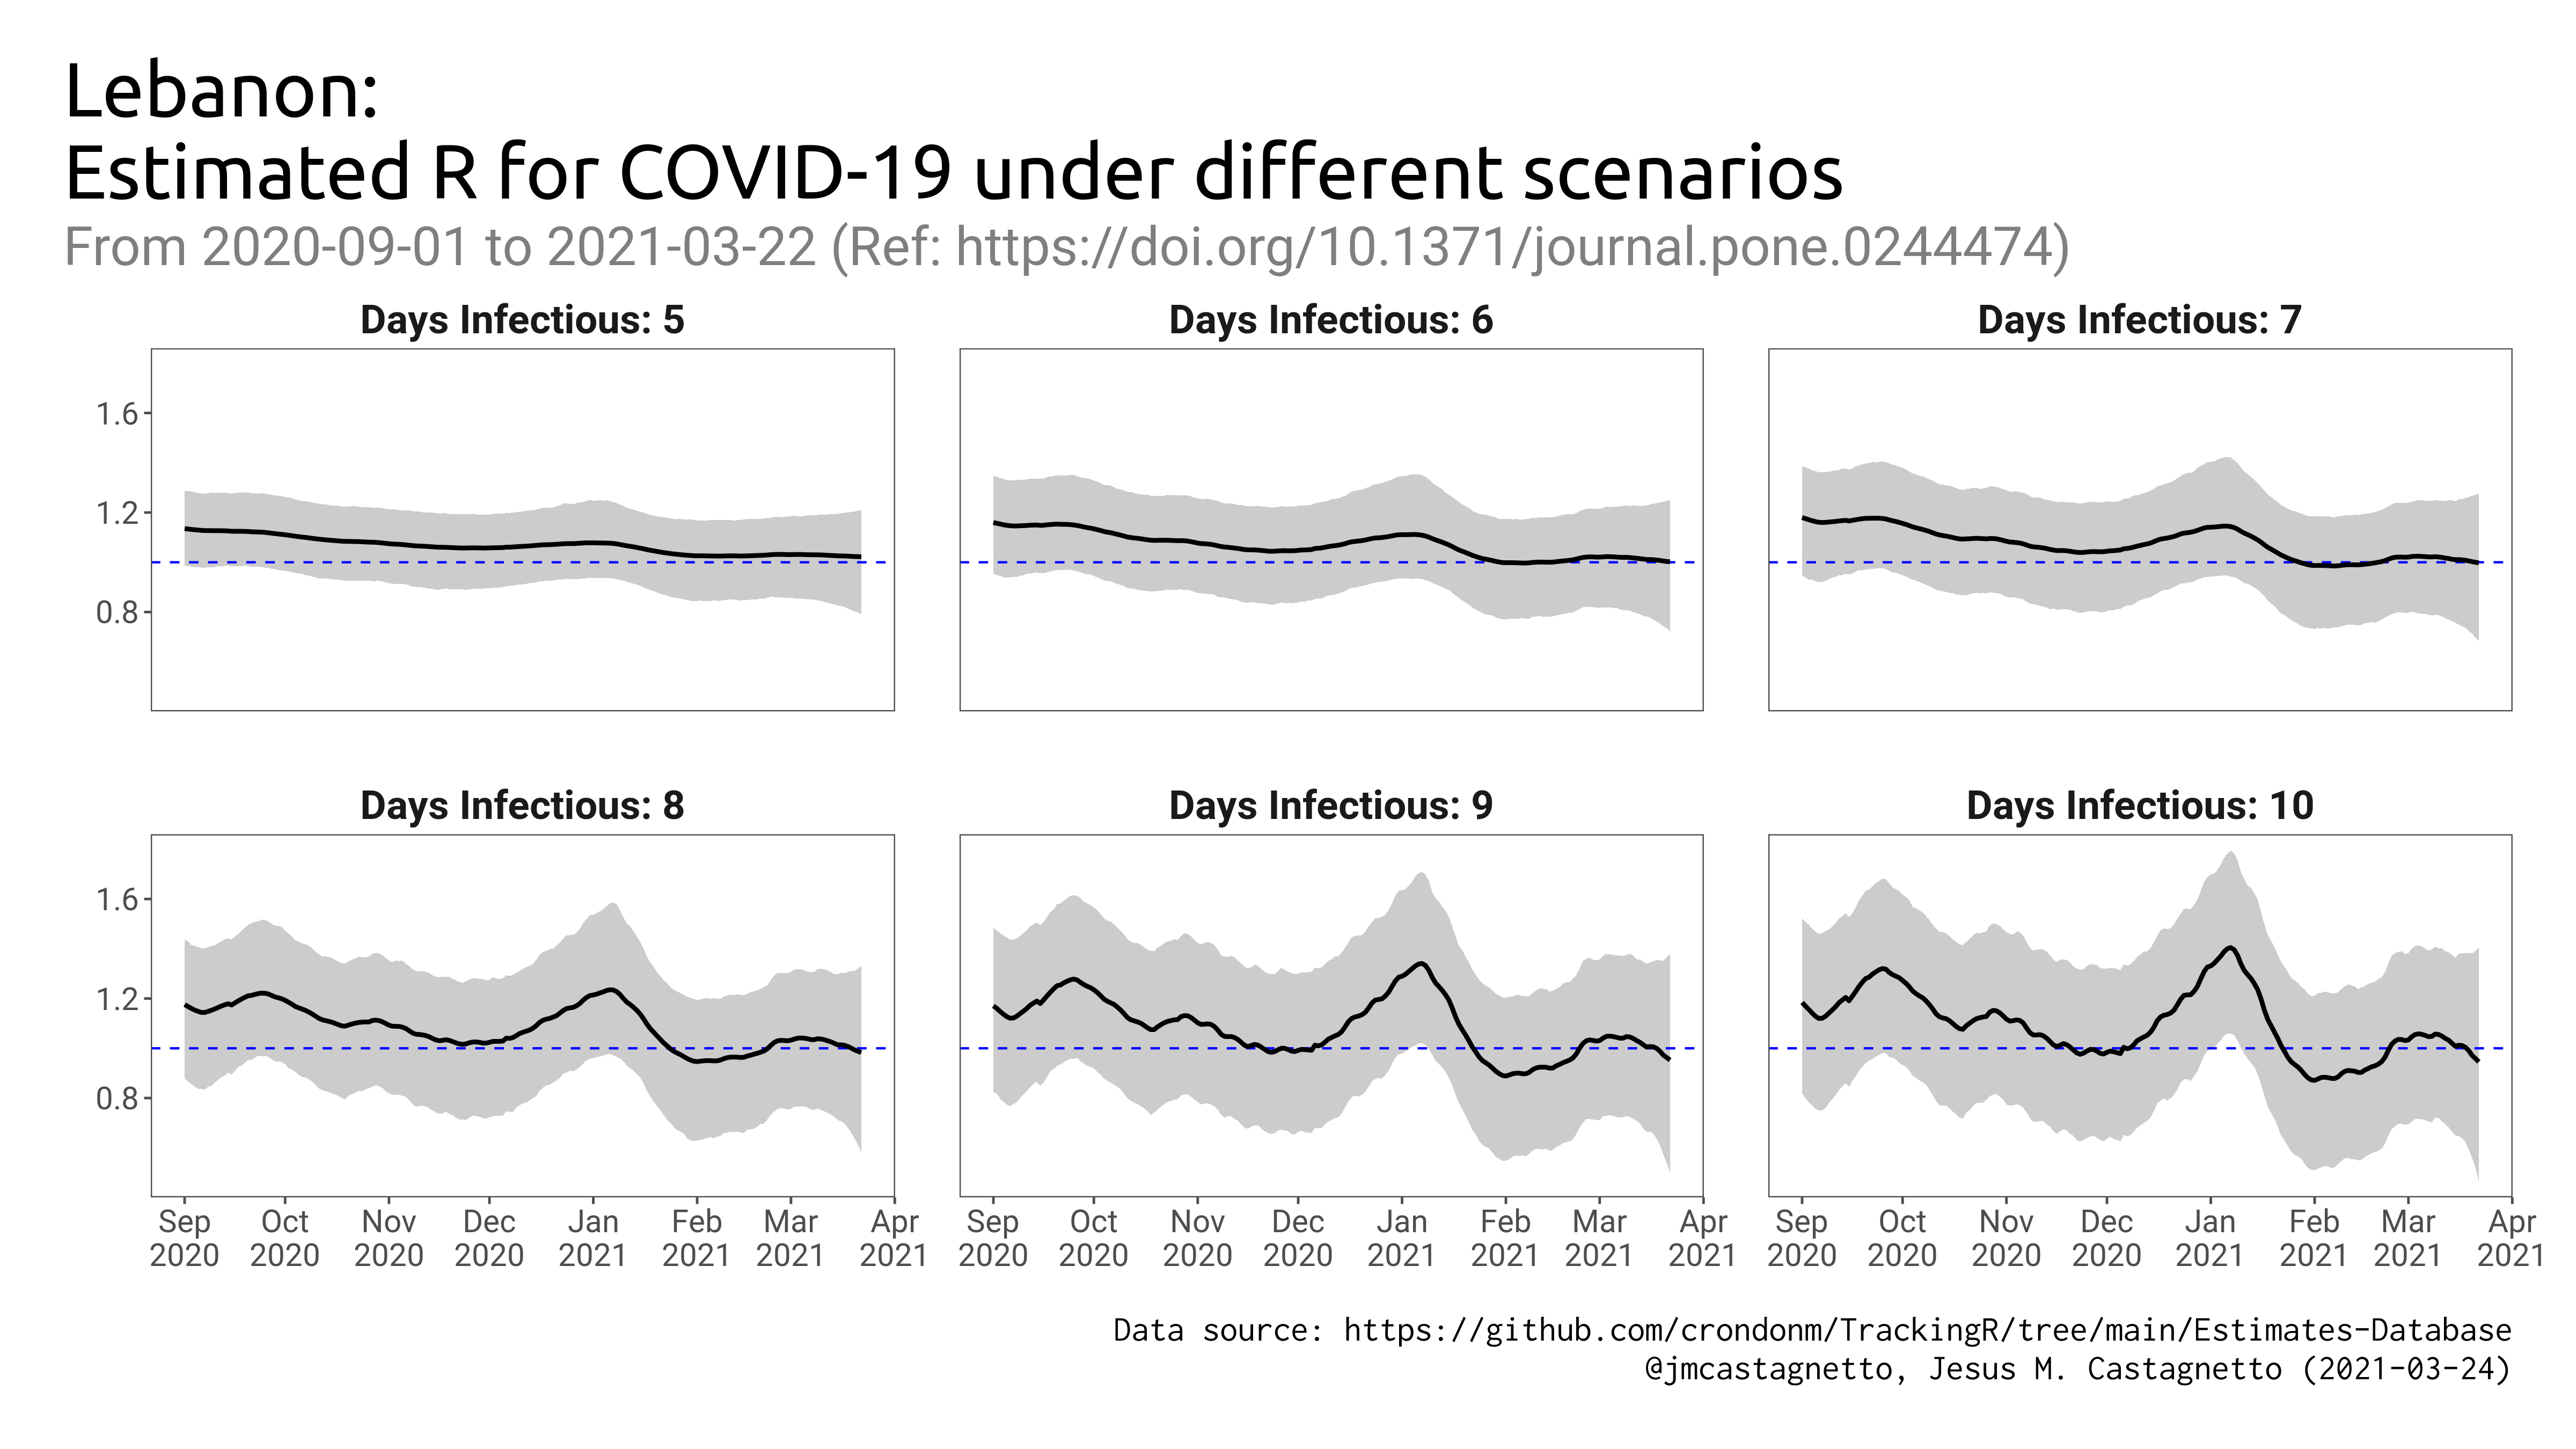 Lebanon:
Estimated R for COVID-19 under different scenarios
From 2020-09-01 to 2021-03-22 (Ref: https://doi.org/10.1371/journal.pone.0244474)
Days Infectious: 5
Days Infectious: 6
Days Infectious: 7
1.6
1.2
0.8
Days Infectious: 8
Days Infectious: 9
Days Infectious: 10
1.6
1.2
0.8
Sep Oct Nov Dec Jan Feb Mar Apr
2020 2020 2020 2020 2021 2021 2021 2021
Sep Oct Nov Dec Jan Feb Mar Apr
2020 2020 2020 2020 2021 2021 2021 2021
Sep Oct Nov Dec Jan Feb Mar Apr
2020 2020 2020 2020 2021 2021 2021 2021
Data source: https://github.com/crondonm/TrackingR/tree/main/Estimates-Database
@jmcastagnetto, Jesus M. Castagnetto (2021-03-24)